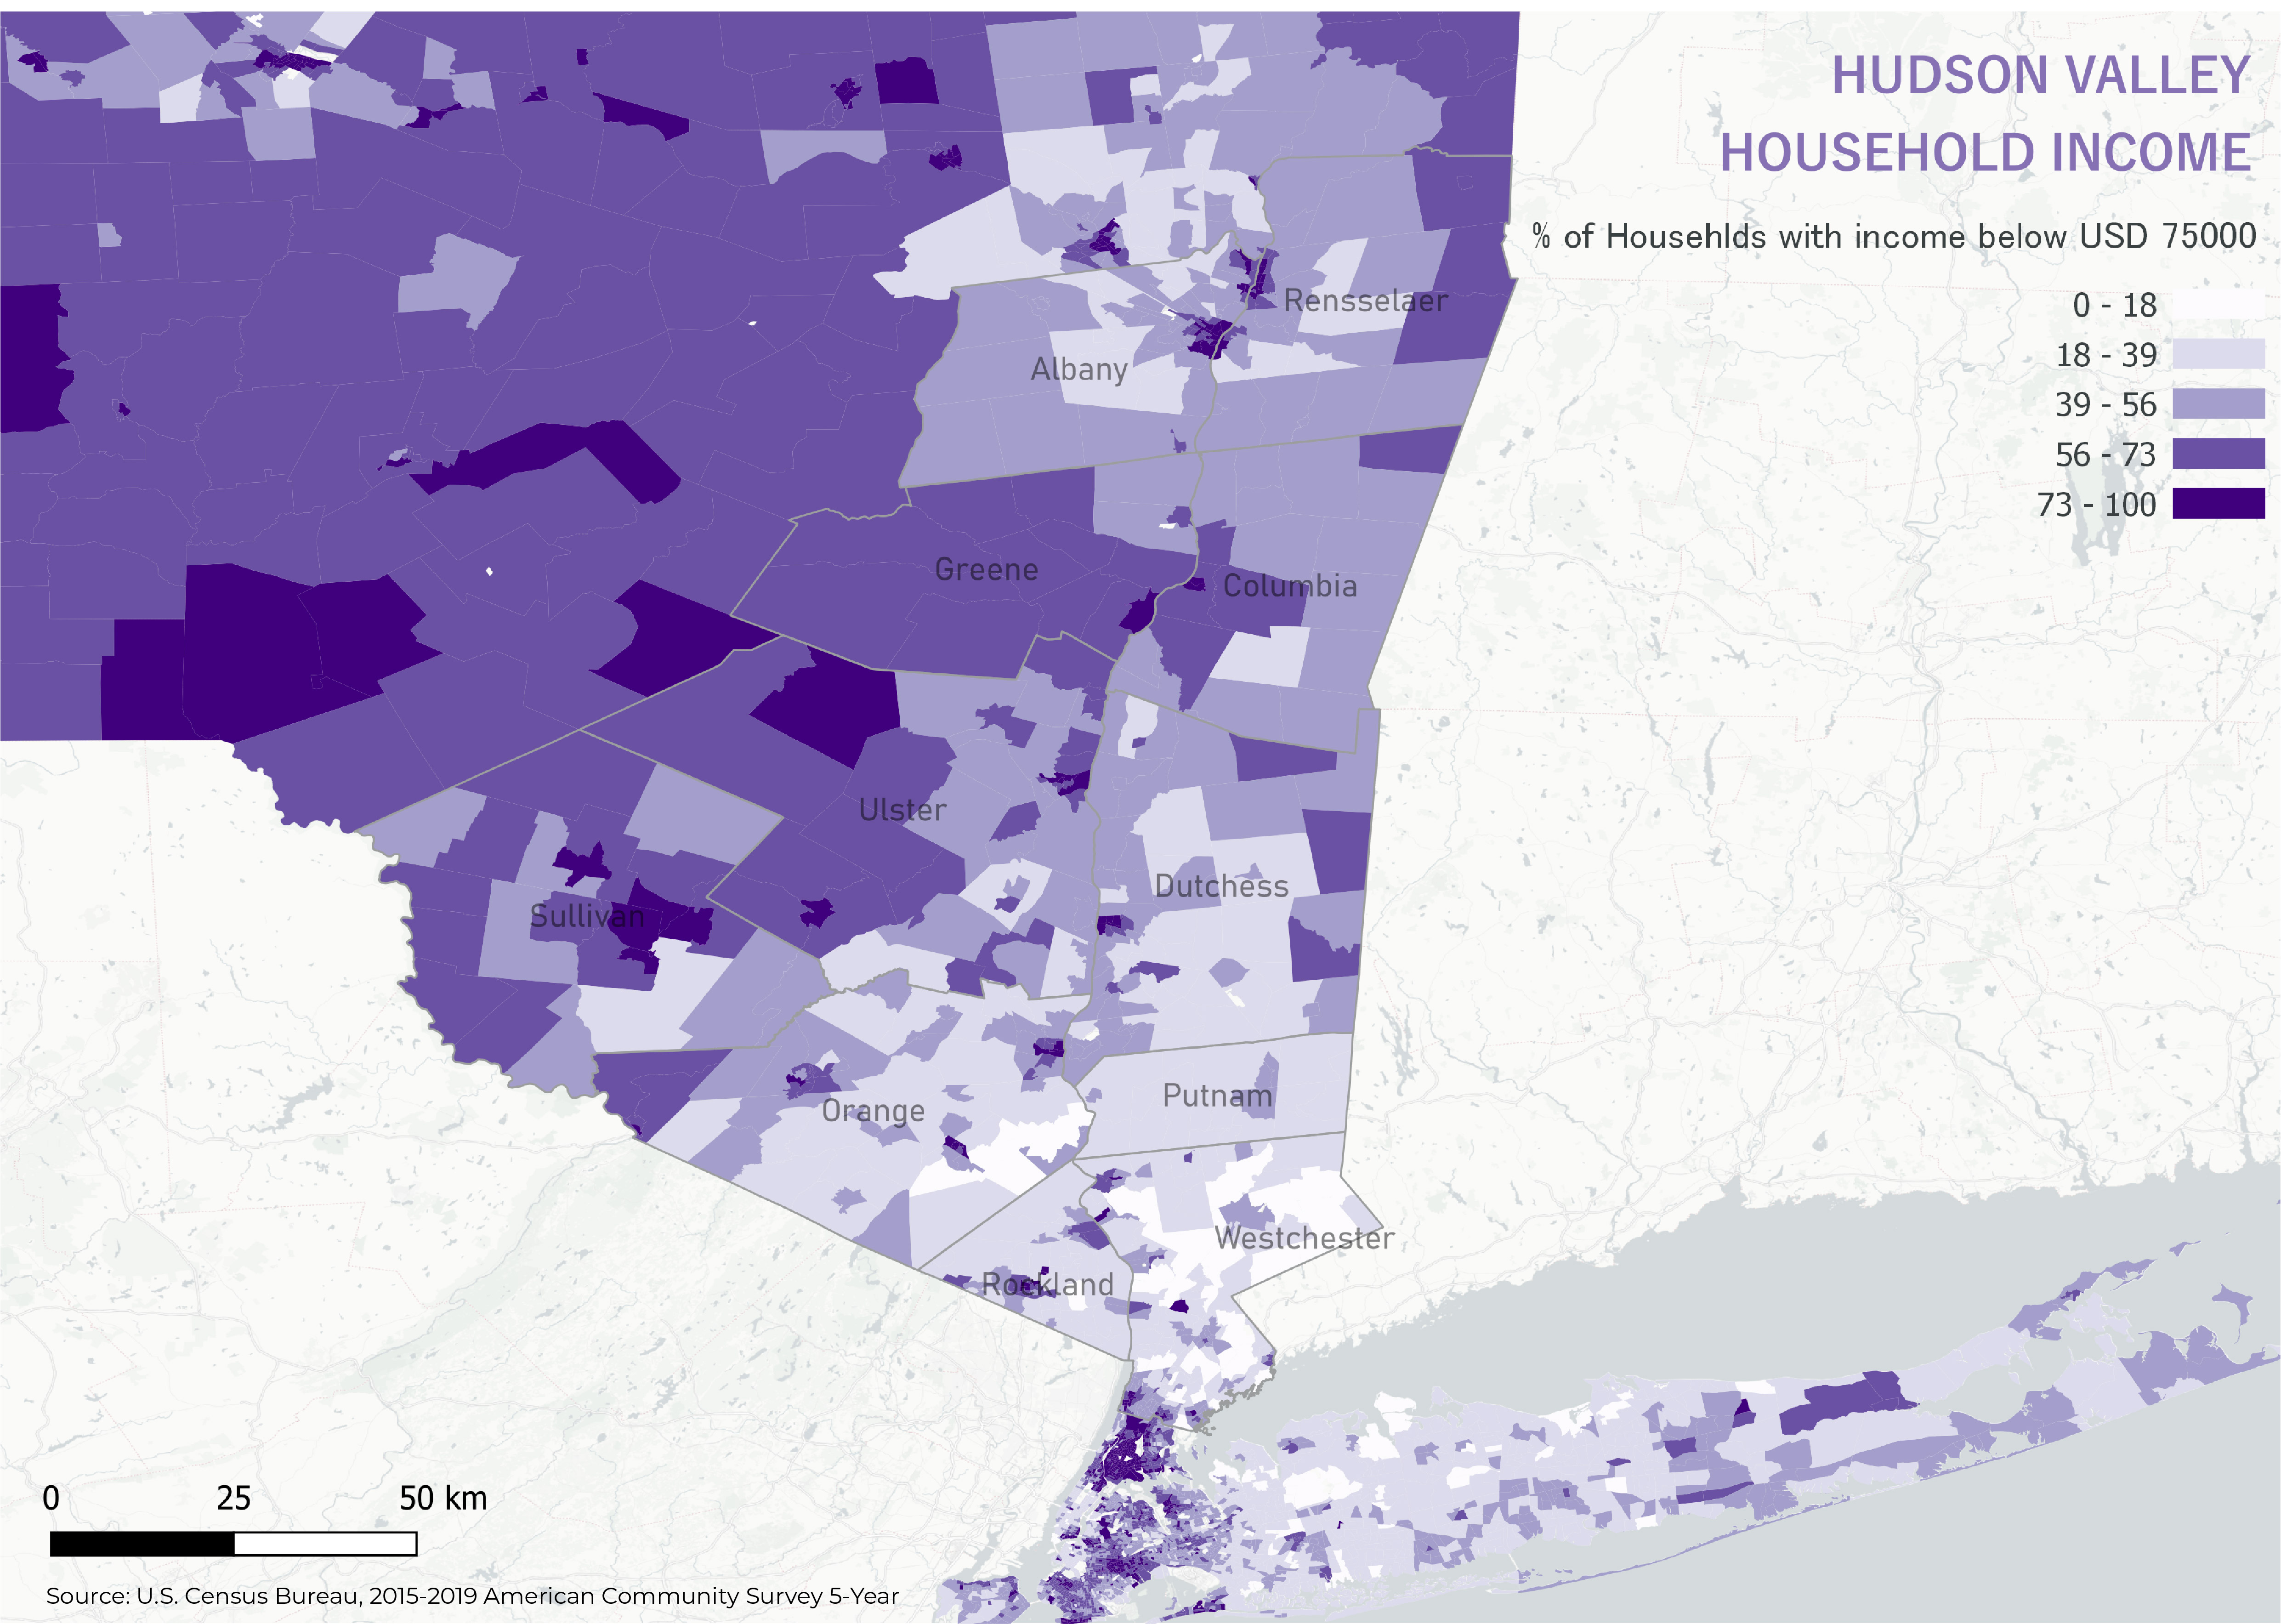 HUDSON VALLEY
HOUSEHOLD INCOME
% of Househlds with income below USD 75000
0 - 18
18 - 39
39 - 56
56 - 73
73 - 100
Rensselaer
Albany
Greene
Columbia
Ulster
Dutchess
Sullivan
Putnam
Orange
Westchester
Rockland
0 25 50 km
Source: U.S. Census Bureau, 2015-2019 American Community Survey 5-Year